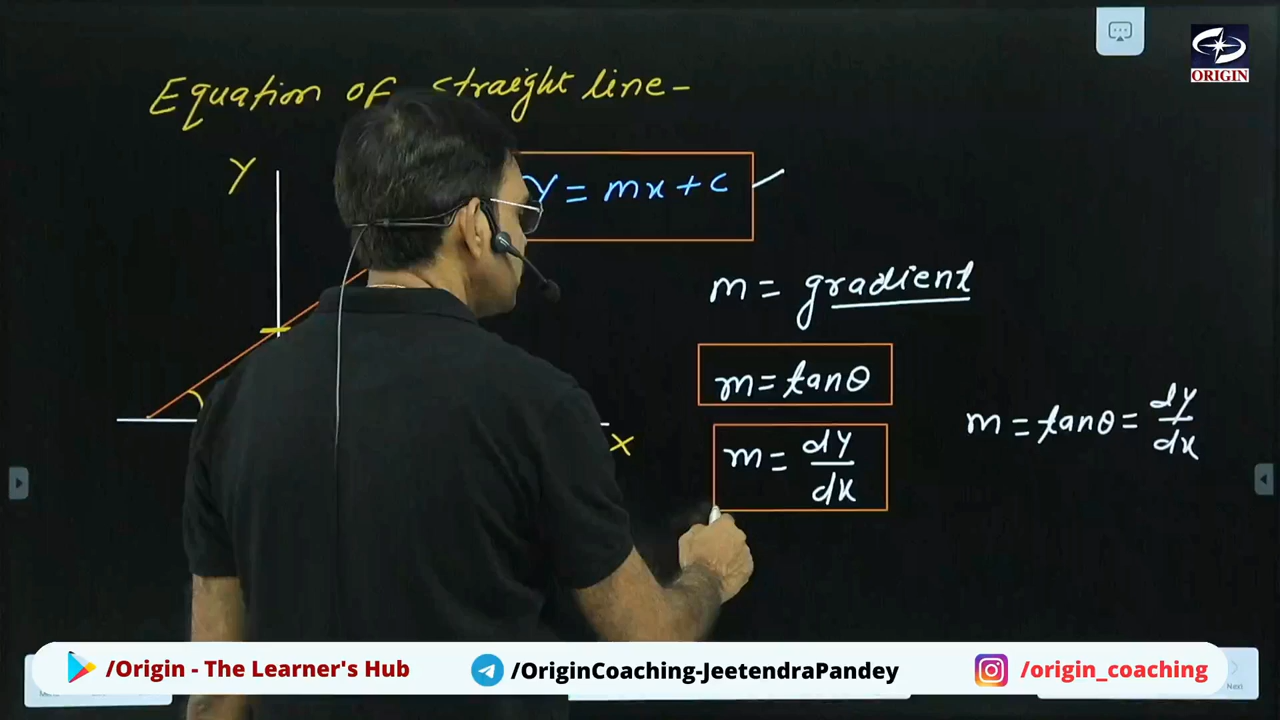 ORIGIN
Equation of straight line-
Y
Y = mx + c
m = gradient
m = tanθ
m = tanθ = dy/dx
x
m = dy/dx
/Origin - The Learner's Hub
/OriginCoaching-JeetendraPandey
/origin_coaching
Next